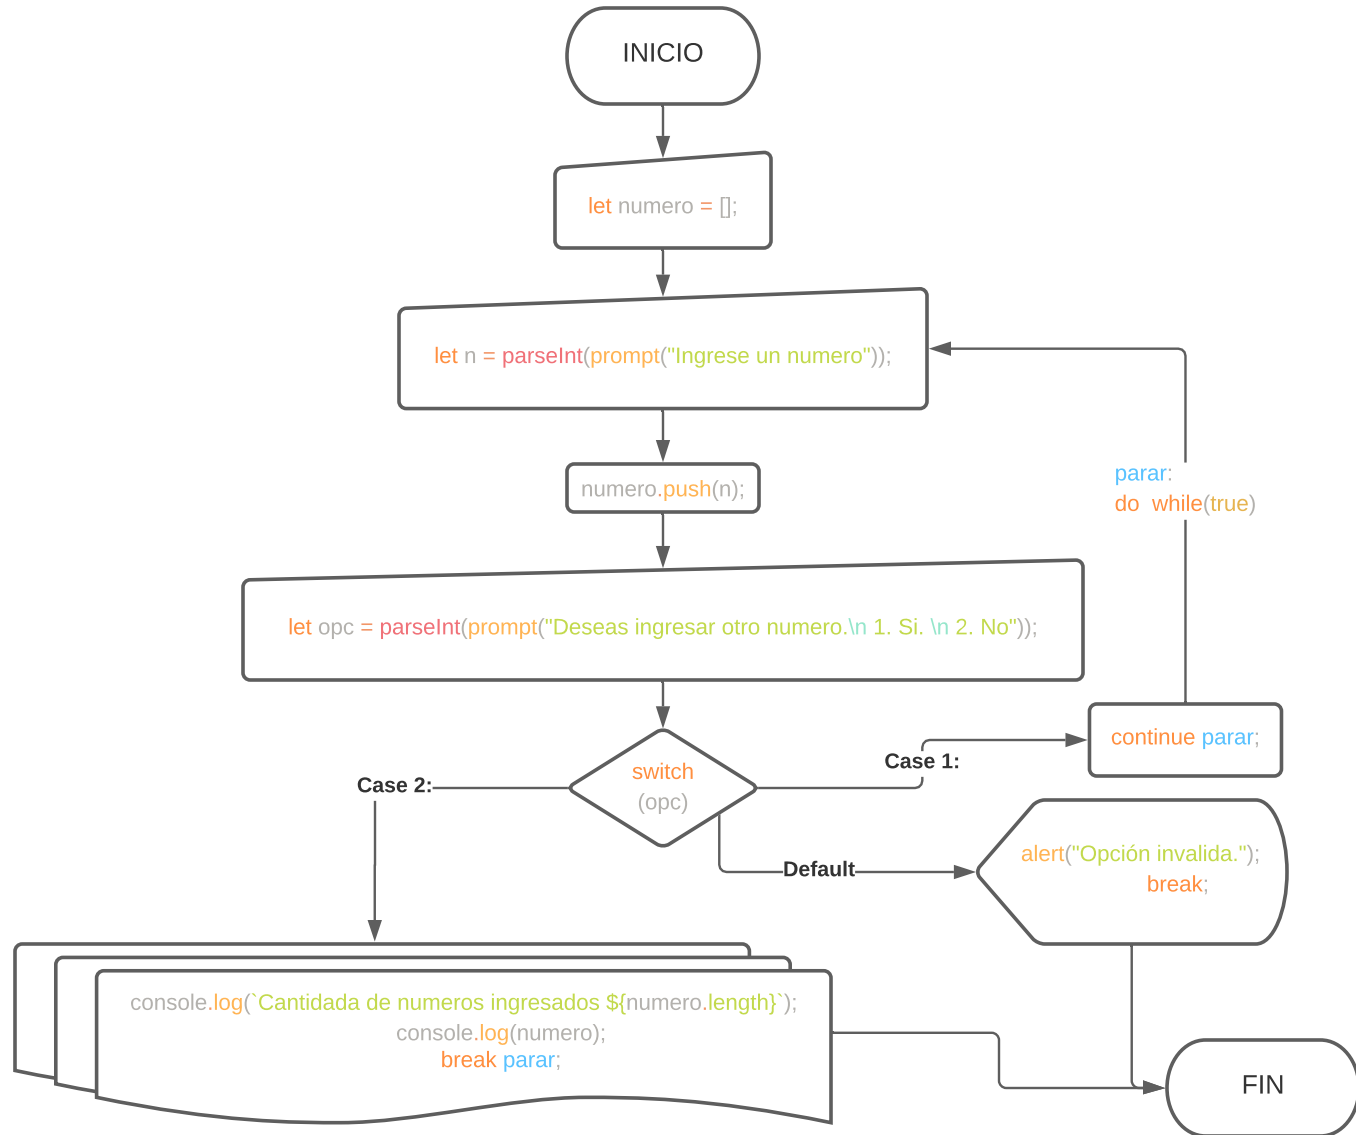 INICIO
let numero = [];
let n = parseInt(prompt("Ingrese un numero"));
parar:
do while(true)
numero.push(n);
let opc = parseInt(prompt("Deseas ingresar otro numero.\n 1. Si. \n 2. No"));
switch
(opc)
Case 1:
continue parar;
Case 2:
Default
alert("Opción invalida.");
break;
console.log(`Cantidada de numeros ingresados ${numero.length}`);
console.log(numero);
break parar;
FIN